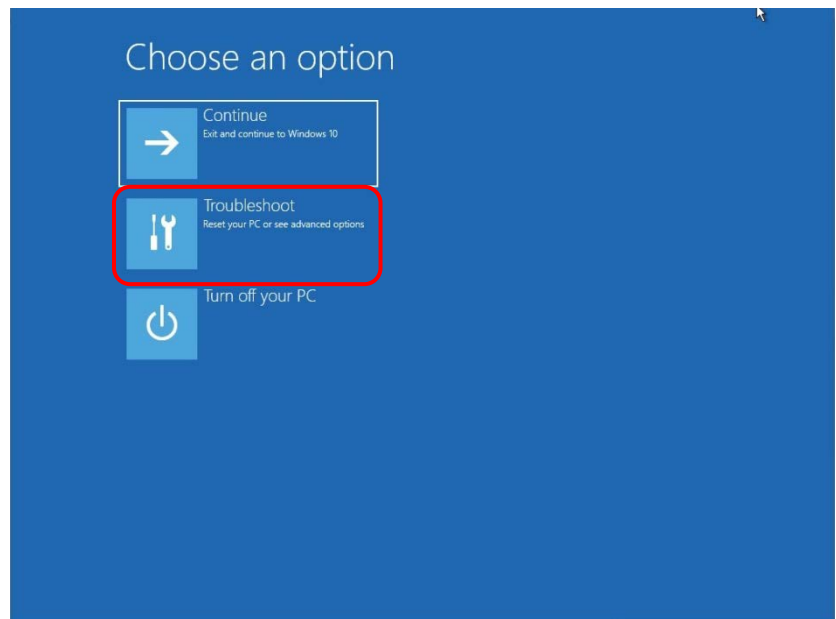 Choose an option
Continue
Exit and continue to Windows 10
Troubleshoot
Reset your PC or see advanced options
Turn off your PC